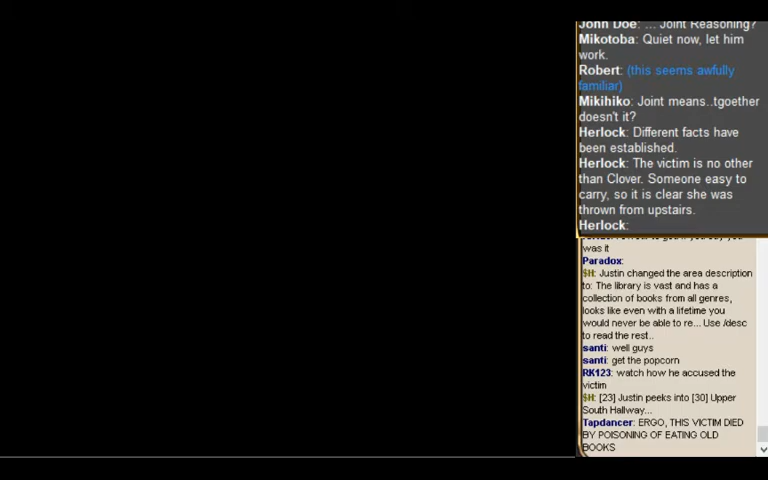 John Doe: ... Joint Reasoning?
Mikotoba: Quiet now, let him
work.
Robert: (this seems awfully
familiar)
Mikihiko: Joint means..tgoether
doesn't it?
Herlock: Different facts have
been established.
Herlock: The victim is no other
than Clover. Someone easy to
carry, so it is clear she was
thrown from upstairs.
Herlock:
was it
Paradox:
$H: Justin changed the area description
to: The library is vast and has a
collection of books from all genres,
looks like even with a lifetime you
would never be able to re... Use /desc
to read the rest..
santi: well guys
santi: get the popcorn
RK123: watch how he accused the
victim
$H: [23] Justin peeks into [30] Upper
South Hallway...
Tapdancer: ERGO, THIS VICTIM DIED
BY POISONING OF EATING OLD
BOOKS